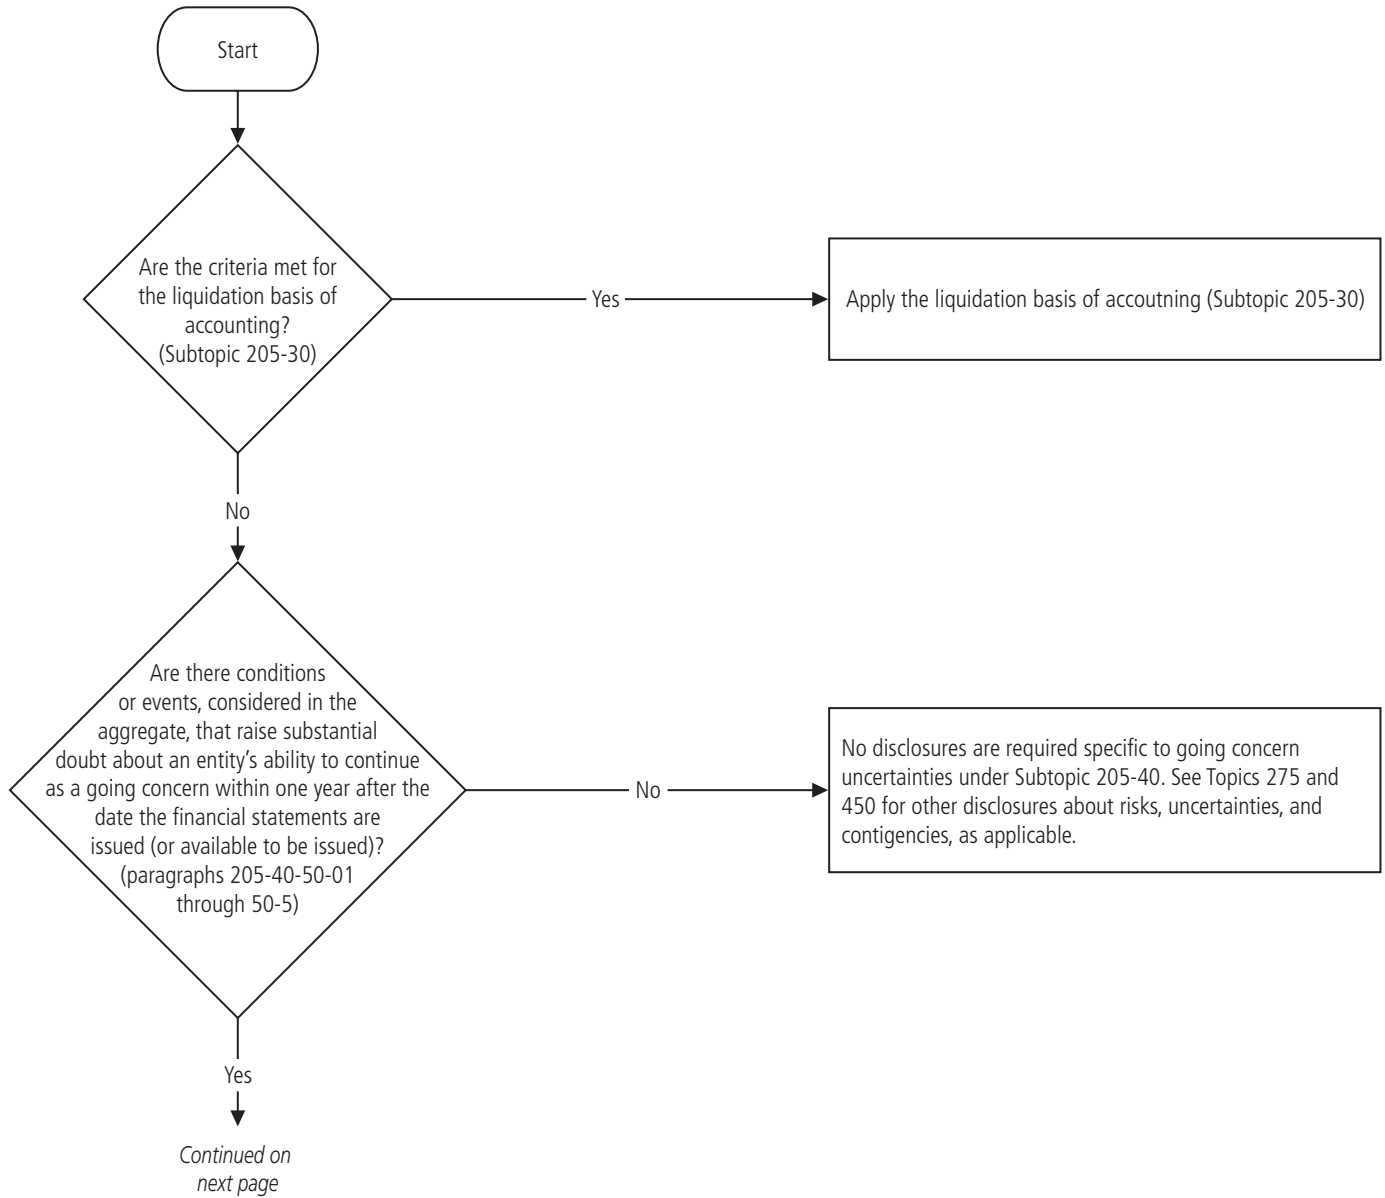 Start
Are the criteria met for
the liquidation basis of
accounting?
(Subtopic 205-30)
Yes
Apply the liquidation basis of accoutning (Subtopic 205-30)
No
Are there conditions
or events, considered in the
aggregate, that raise substantial
doubt about an entity’s ability to continue
as a going concern within one year after the
date the financial statements are
issued (or available to be issued)?
(paragraphs 205-40-50-01
through 50-5)
No
No disclosures are required specific to going concern
uncertainties under Subtopic 205-40. See Topics 275 and
450 for other disclosures about risks, uncertainties, and
contigencies, as applicable.
Yes
Continued on
next page